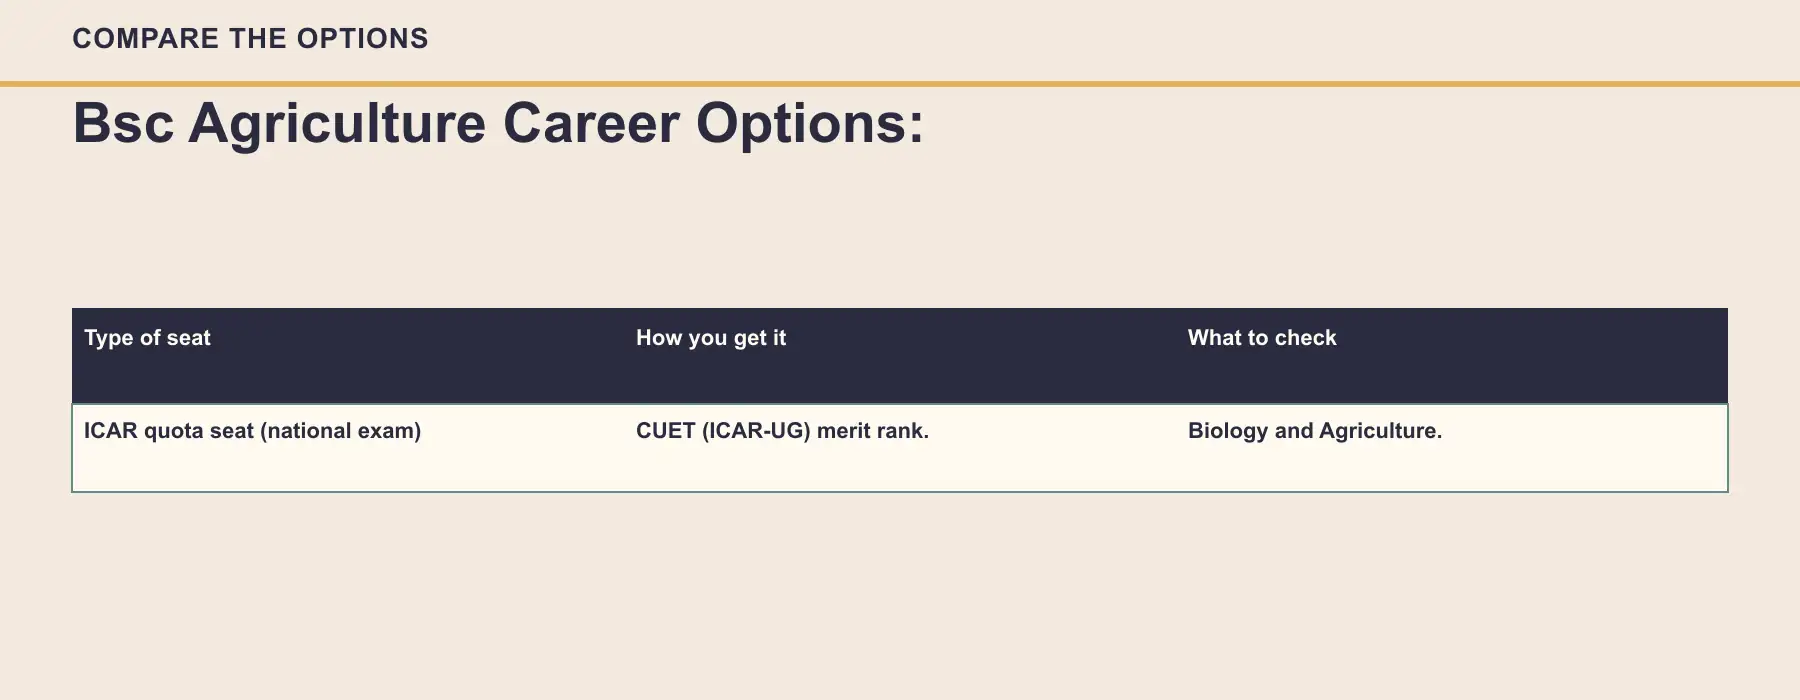 COMPARE THE OPTIONS
Bsc Agriculture Career Options:
Type of seat How you get it What to check
ICAR quota seat (national exam) CUET (ICAR-UG) merit rank. Biology and Agriculture.